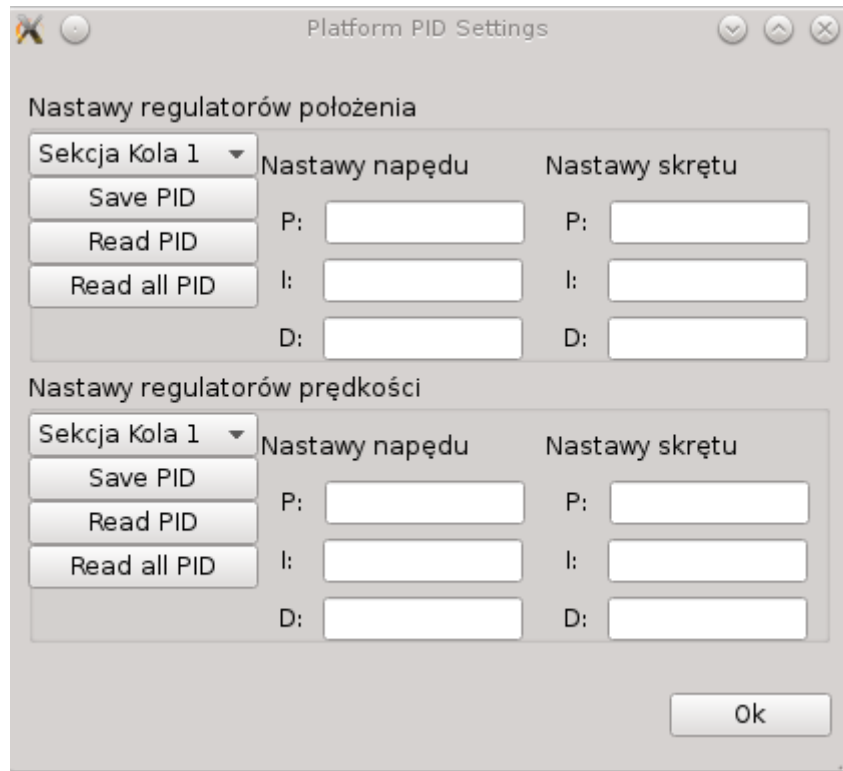 Platform PID Settings
Nastawy regulatorów położenia
Sekcja Kola 1
Nastawy napędu
Nastawy skrętu
Save PID
P:
P:
Read PID
Read all PID
I:
I:
D:
D:
Nastawy regulatorów prędkości
Sekcja Kola 1
Nastawy napędu
Nastawy skrętu
Save PID
P:
P:
Read PID
Read all PID
I:
I:
D:
D:
Ok